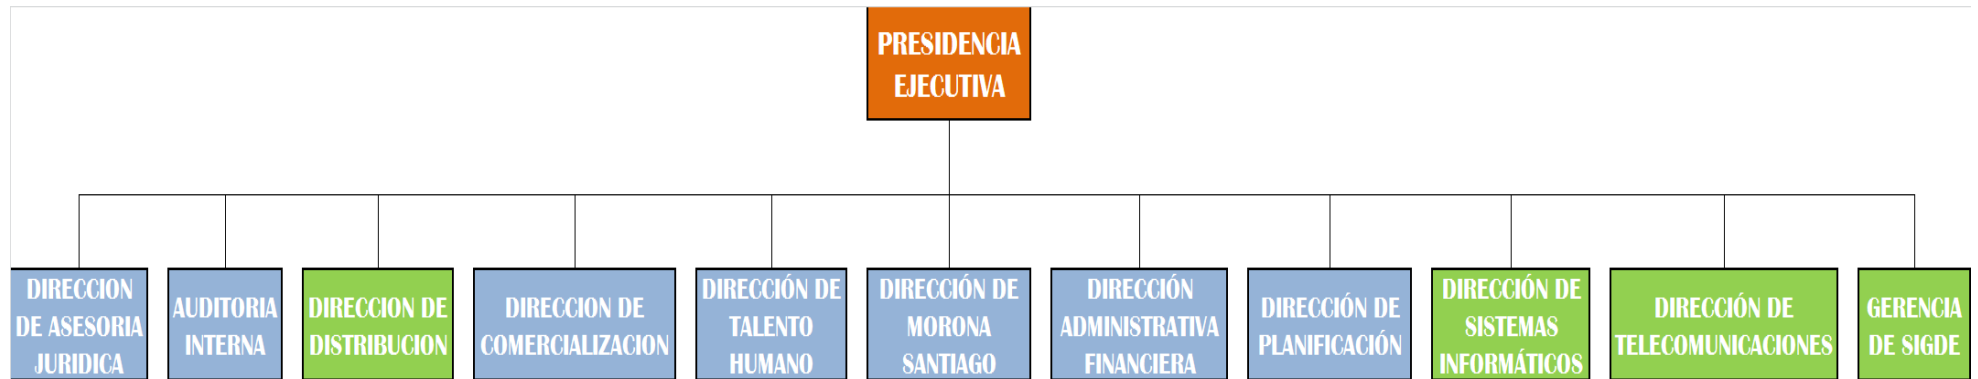 PRESIDENCIA
EJECUTIVA
DIRECCION
DE ASESORIA
JURIDICA
AUDITORIA
INTERNA
DIRECCION DE
DISTRIBUCION
DIRECCION DE
COMERCIALIZACION
DIRECCIÓN DE
TALENTO
HUMANO
DIRECCIÓN DE
MORONA
SANTIAGO
DIRECCIÓN
ADMINISTRATIVA
FINANCIERA
DIRECCIÓN DE
PLANIFICACIÓN
DIRECCIÓN DE
SISTEMAS
INFORMÁTICOS
DIRECCIÓN DE
TELECOMUNICACIONES
GERENCIA
DE SIGDE